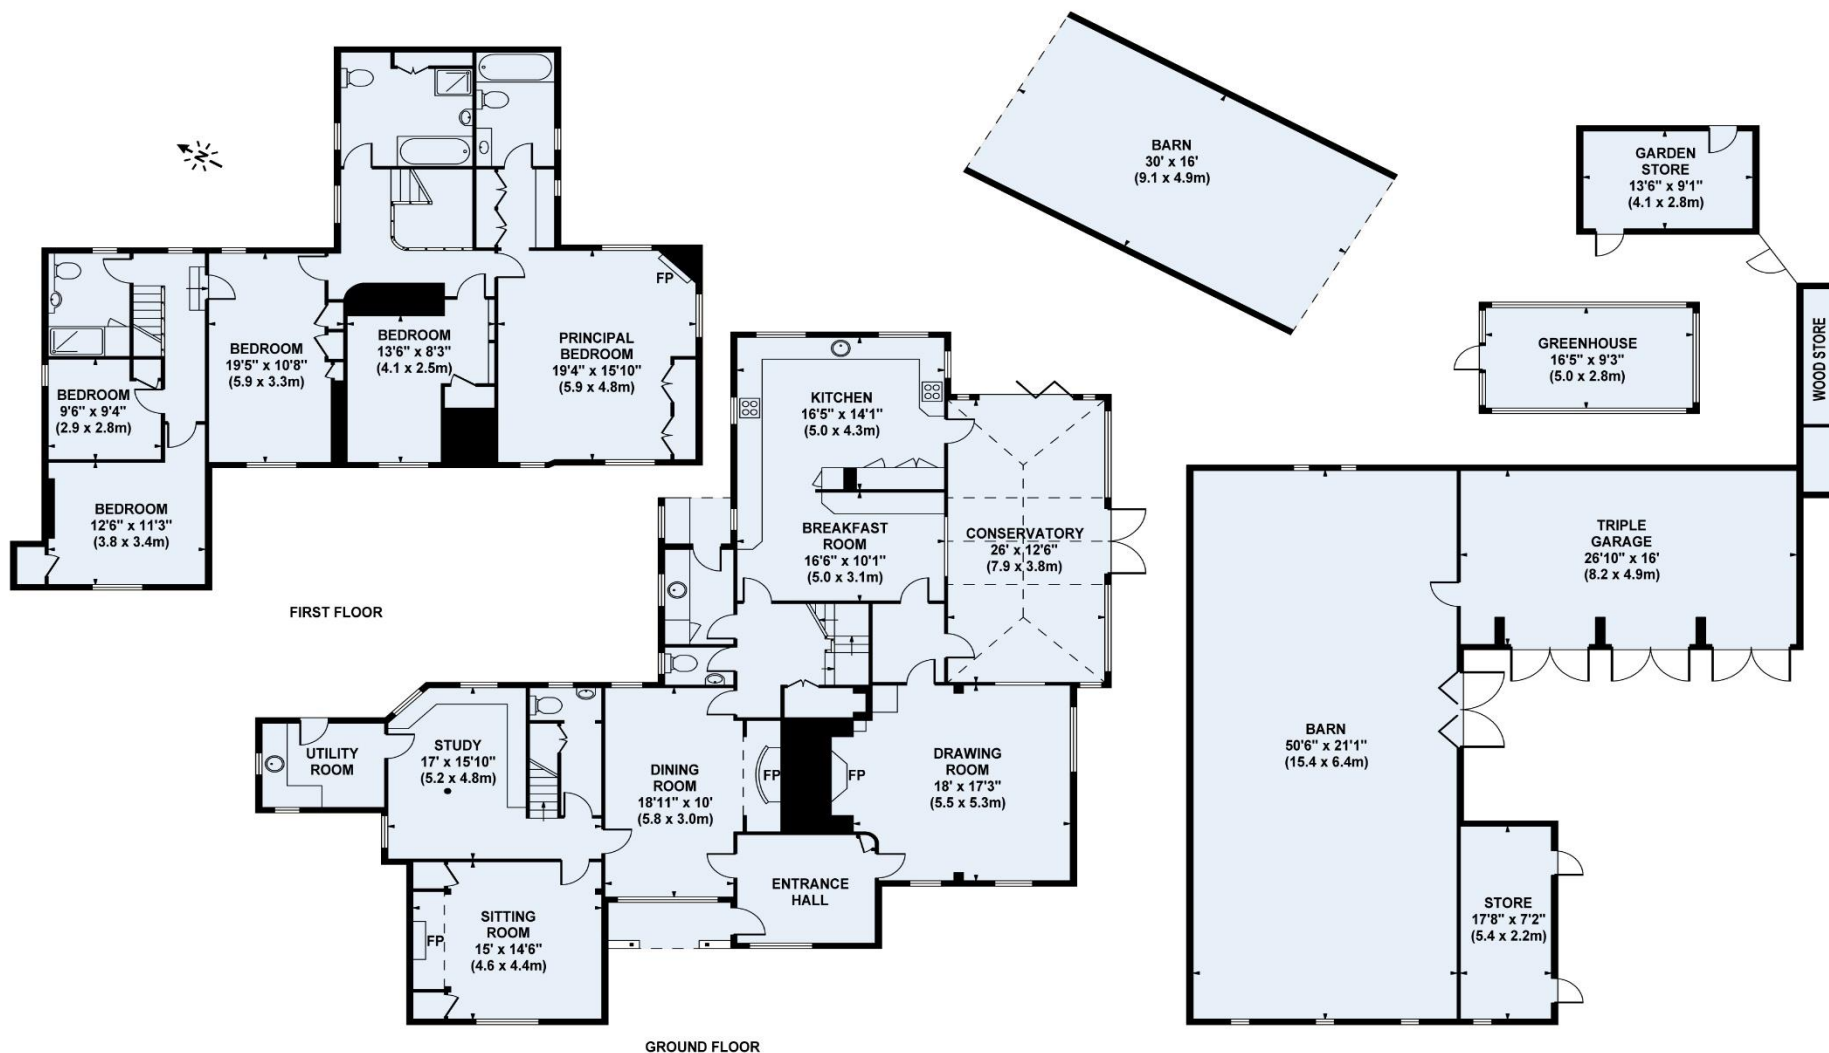 BARN
30' x 16'
(9.1 x 4.9m)
GARDEN
STORE
13'6" x 9'1"
(4.1 x 2.8m)
N
FP
BEDROOM
19'5" x 10'8"
(5.9 x 3.3m)
BEDROOM
13'6" x 8'3"
(4.1 x 2.5m)
PRINCIPAL
BEDROOM
19'4" x 15'10"
(5.9 x 4.8m)
BEDROOM
9'6" x 9'4"
(2.9 x 2.8m)
BEDROOM
12'6" x 11'3"
(3.8 x 3.4m)
FIRST FLOOR
GREENHOUSE
16'5" x 9'3"
(5.0 x 2.8m)
WOOD STORE
KITCHEN
16'5" x 14'1"
(5.0 x 4.3m)
BREAKFAST
ROOM
16'6" x 10'1"
(5.0 x 3.1m)
CONSERVATORY
26' x 12'6"
(7.9 x 3.8m)
TRIPLE
GARAGE
26'10" x 16'
(8.2 x 4.9m)
UTILITY
ROOM
STUDY
17' x 15'10"
(5.2 x 4.8m)
DINING
ROOM
18'11" x 10'
(5.8 x 3.0m)
FP
FP
DRAWING
ROOM
18' x 17'3"
(5.5 x 5.3m)
BARN
50'6" x 21'1"
(15.4 x 6.4m)
ENTRANCE
HALL
SITTING
ROOM
15' x 14'6"
(4.6 x 4.4m)
FP
STORE
17'8" x 7'2"
(5.4 x 2.2m)
GROUND FLOOR